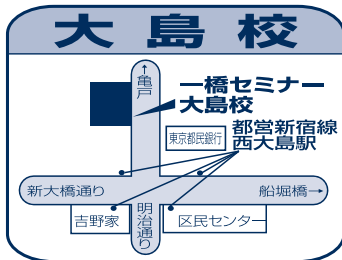 大島校
↑亀戸
一橋セミナー
大島校
東京都民銀行
都営新宿線
西大島駅
新大橋通り
船堀橋→
吉野家
明治通り
区民センター